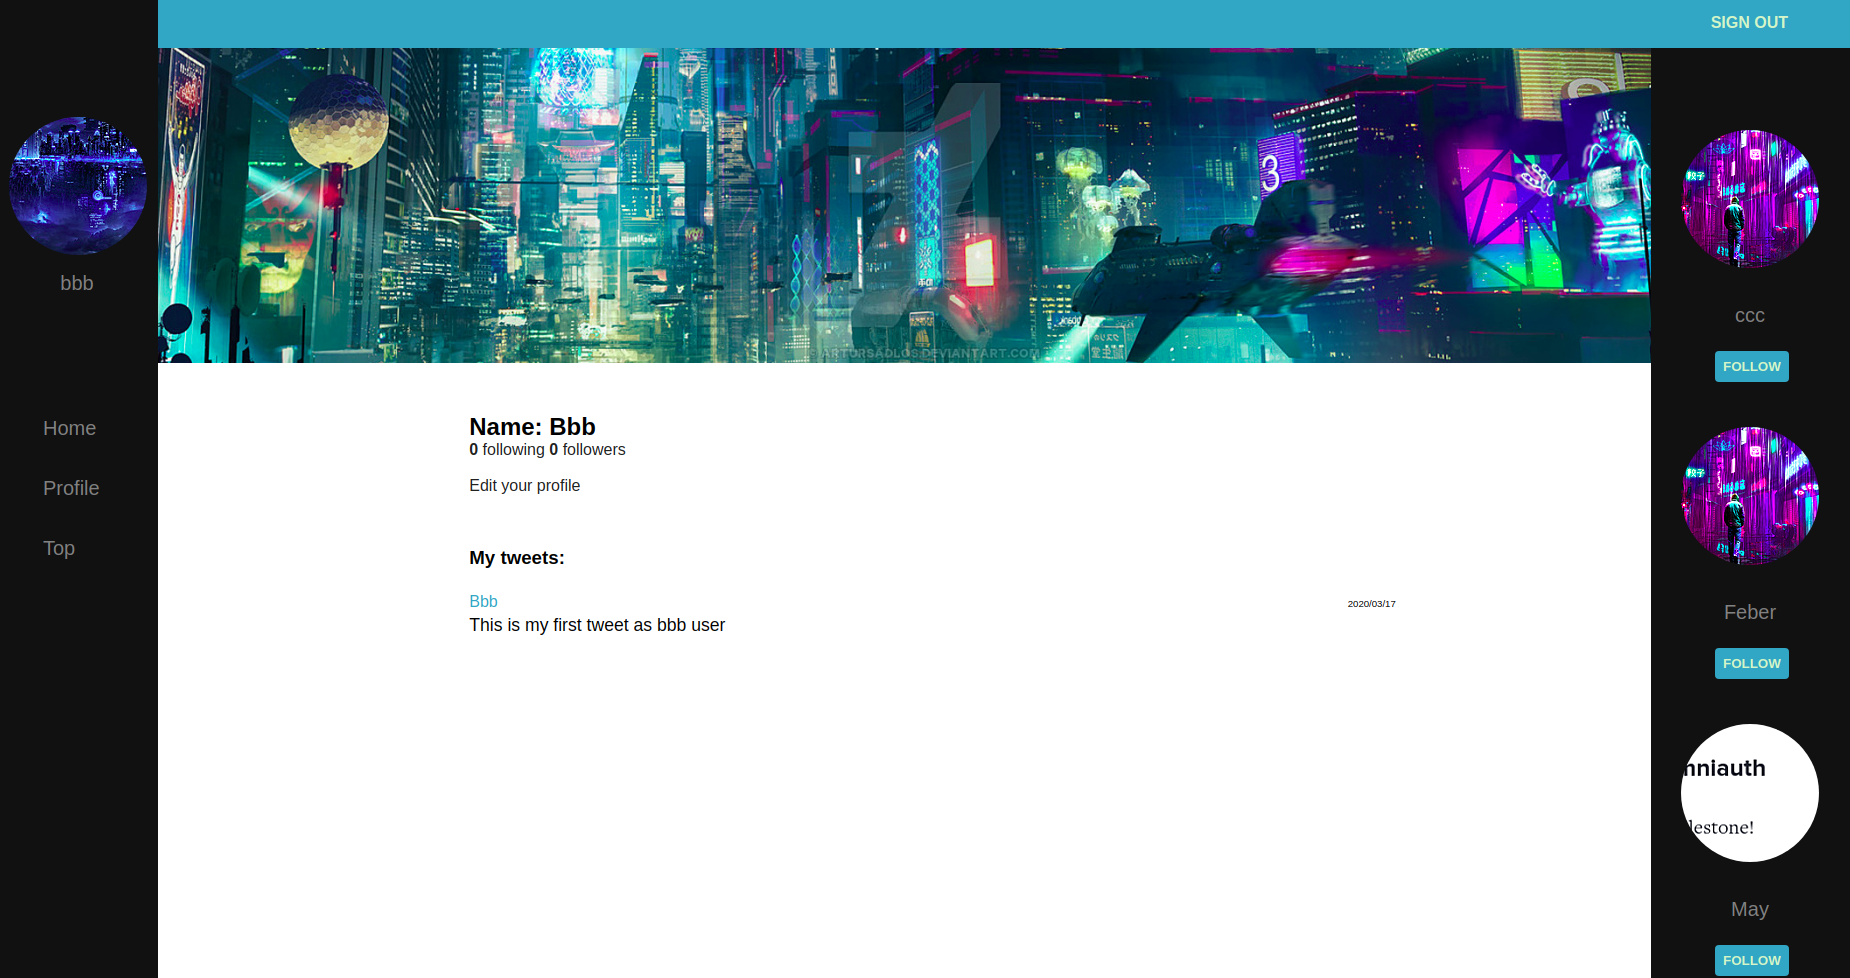 SIGN OUT
3
ARTURSADLOS.DEVIANTART.COM
bbb
Home
Profile
Top
Name: Bbb
0 following 0 followers
Edit your profile
My tweets:
Bbb
2020/03/17
This is my first tweet as bbb user
ccc
FOLLOW
Feber
FOLLOW
mniauth
lestone!
May
FOLLOW